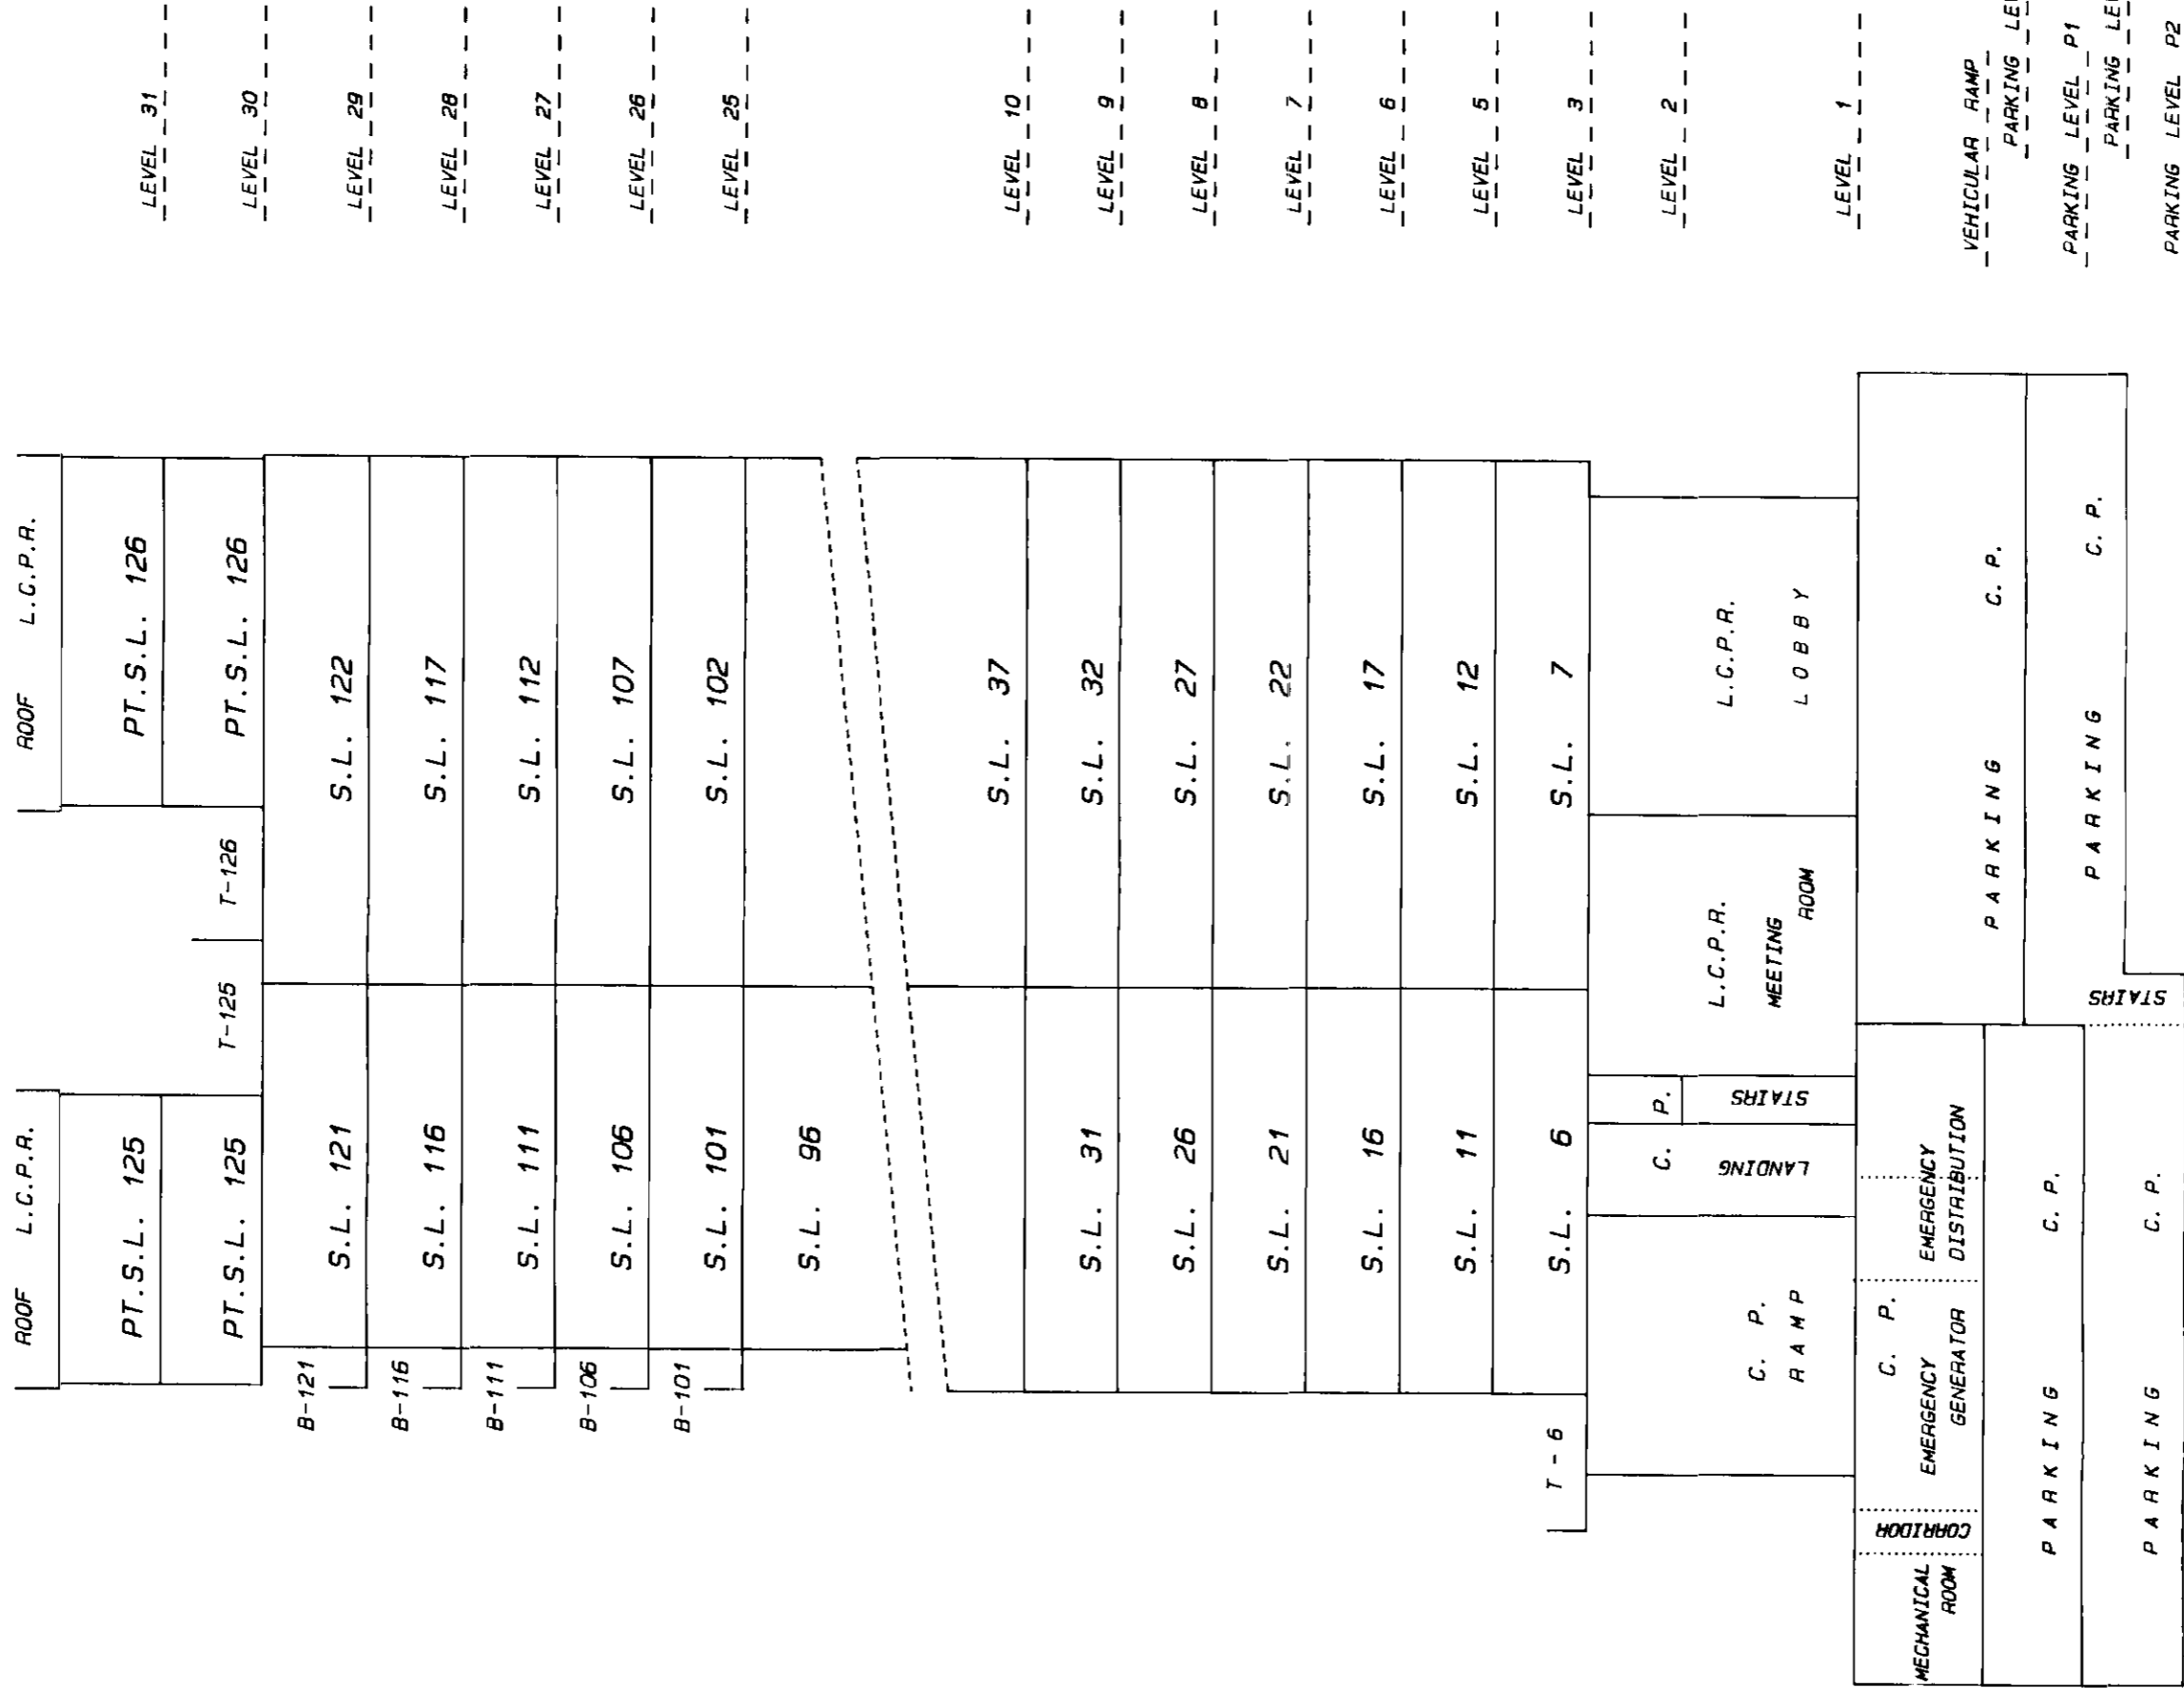 ROOF L.C.P.R.
ROOF L.C.P.R.
PT.S.L. 125
PT.S.L. 126
LEVEL 31
PT.S.L. 125
T-125
T-126
PT.S.L. 126
LEVEL 30
B-121
S.L. 121
S.L. 122
LEVEL 29
B-116
S.L. 116
S.L. 117
LEVEL 28
B-111
S.L. 111
S.L. 112
LEVEL 27
B-106
S.L. 106
S.L. 107
LEVEL 26
B-101
S.L. 101
S.L. 102
LEVEL 25
S.L. 96
S.L. 37
LEVEL 10
S.L. 31
S.L. 32
LEVEL 9
S.L. 26
S.L. 27
LEVEL 8
S.L. 21
S.L. 22
LEVEL 7
S.L. 16
S.L. 17
LEVEL 6
S.L. 11
S.L. 12
LEVEL 5
T - 6
S.L. 6
S.L. 7
LEVEL 3
C. P.
LEVEL 2
C. P.
RAMP
LANDING
STAIRS
L.C.P.R.
MEETING
ROOM
L.C.P.R.
LOBBY
LEVEL 1
MECHANICAL
ROOM
CORRIDOR
C. P.
EMERGENCY
GENERATOR
EMERGENCY
DISTRIBUTION
VEHICULAR RAMP
PARKING C. P.
PARKING
PARKING C. P.
PARKING LEVEL P1
PARKING C. P.
PARKING
STAIRS
PARKING C. P.
PARKING LEVEL P2